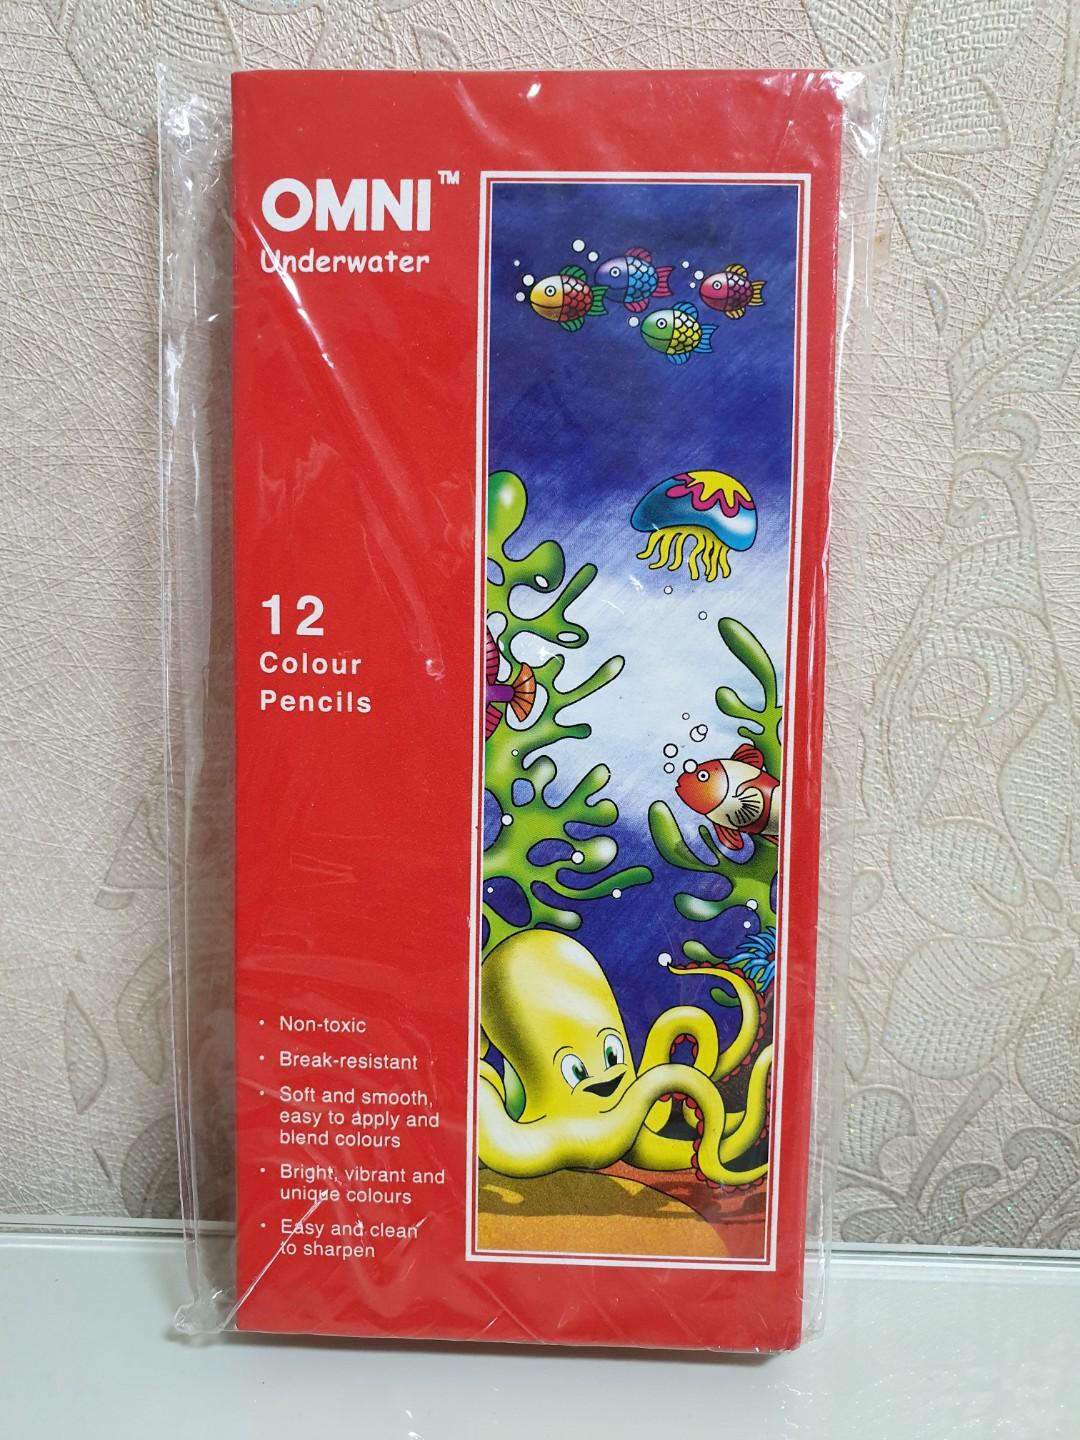 OMNI™
Underwater
12
Colour
Pencils
• Non-toxic
• Break-resistant
• Soft and smooth,
easy to apply and
blend colours
• Bright, vibrant and
unique colours
• Easy and clean
to sharpen